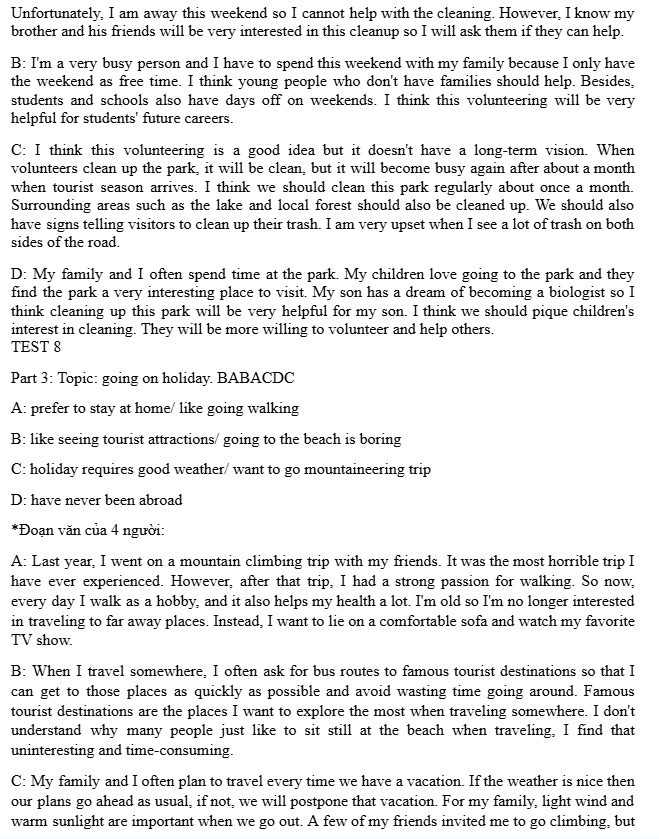 Unfortunately, I am away this weekend so I cannot help with the cleaning. However, I know my
brother and his friends will be very interested in this cleanup so I will ask them if they can help.
B: I'm a very busy person and I have to spend this weekend with my family because I only have
the weekend as free time. I think young people who don't have families should help. Besides,
students and schools also have days off on weekends. I think this volunteering will be very
helpful for students' future careers.
C: I think this volunteering is a good idea but it doesn't have a long-term vision. When
volunteers clean up the park, it will be clean, but it will become busy again after about a month
when tourist season arrives. I think we should clean this park regularly about once a month.
Surrounding areas such as the lake and local forest should also be cleaned up. We should also
have signs telling visitors to clean up their trash. I am very upset when I see a lot of trash on both
sides of the road.
D: My family and I often spend time at the park. My children love going to the park and they
find the park a very interesting place to visit. My son has a dream of becoming a biologist so I
think cleaning up this park will be very helpful for my son. I think we should pique children's
interest in cleaning. They will be more willing to volunteer and help others.
TEST 8
Part 3: Topic: going on holiday. BABACDC
A: prefer to stay at home/ like going walking
B: like seeing tourist attractions/ going to the beach is boring
C: holiday requires good weather/ want to go mountaineering trip
D: have never been abroad
*Đoạn văn của 4 người:
A: Last year, I went on a mountain climbing trip with my friends. It was the most horrible trip I
have ever experienced. However, after that trip, I had a strong passion for walking. So now,
every day I walk as a hobby, and it also helps my health a lot. I'm old so I'm no longer interested
in traveling to far away places. Instead, I want to lie on a comfortable sofa and watch my favorite
TV show.
B: When I travel somewhere, I often ask for bus routes to famous tourist destinations so that I
can get to those places as quickly as possible and avoid wasting time going around. Famous
tourist destinations are the places I want to explore the most when traveling somewhere. I don't
understand why many people just like to sit still at the beach when traveling, I find that
uninteresting and time-consuming.
C: My family and I often plan to travel every time we have a vacation. If the weather is nice then
our plans go ahead as usual, if not, we will postpone that vacation. For my family, light wind and
warm sunlight are important when we go out. A few of my friends invited me to go climbing, but